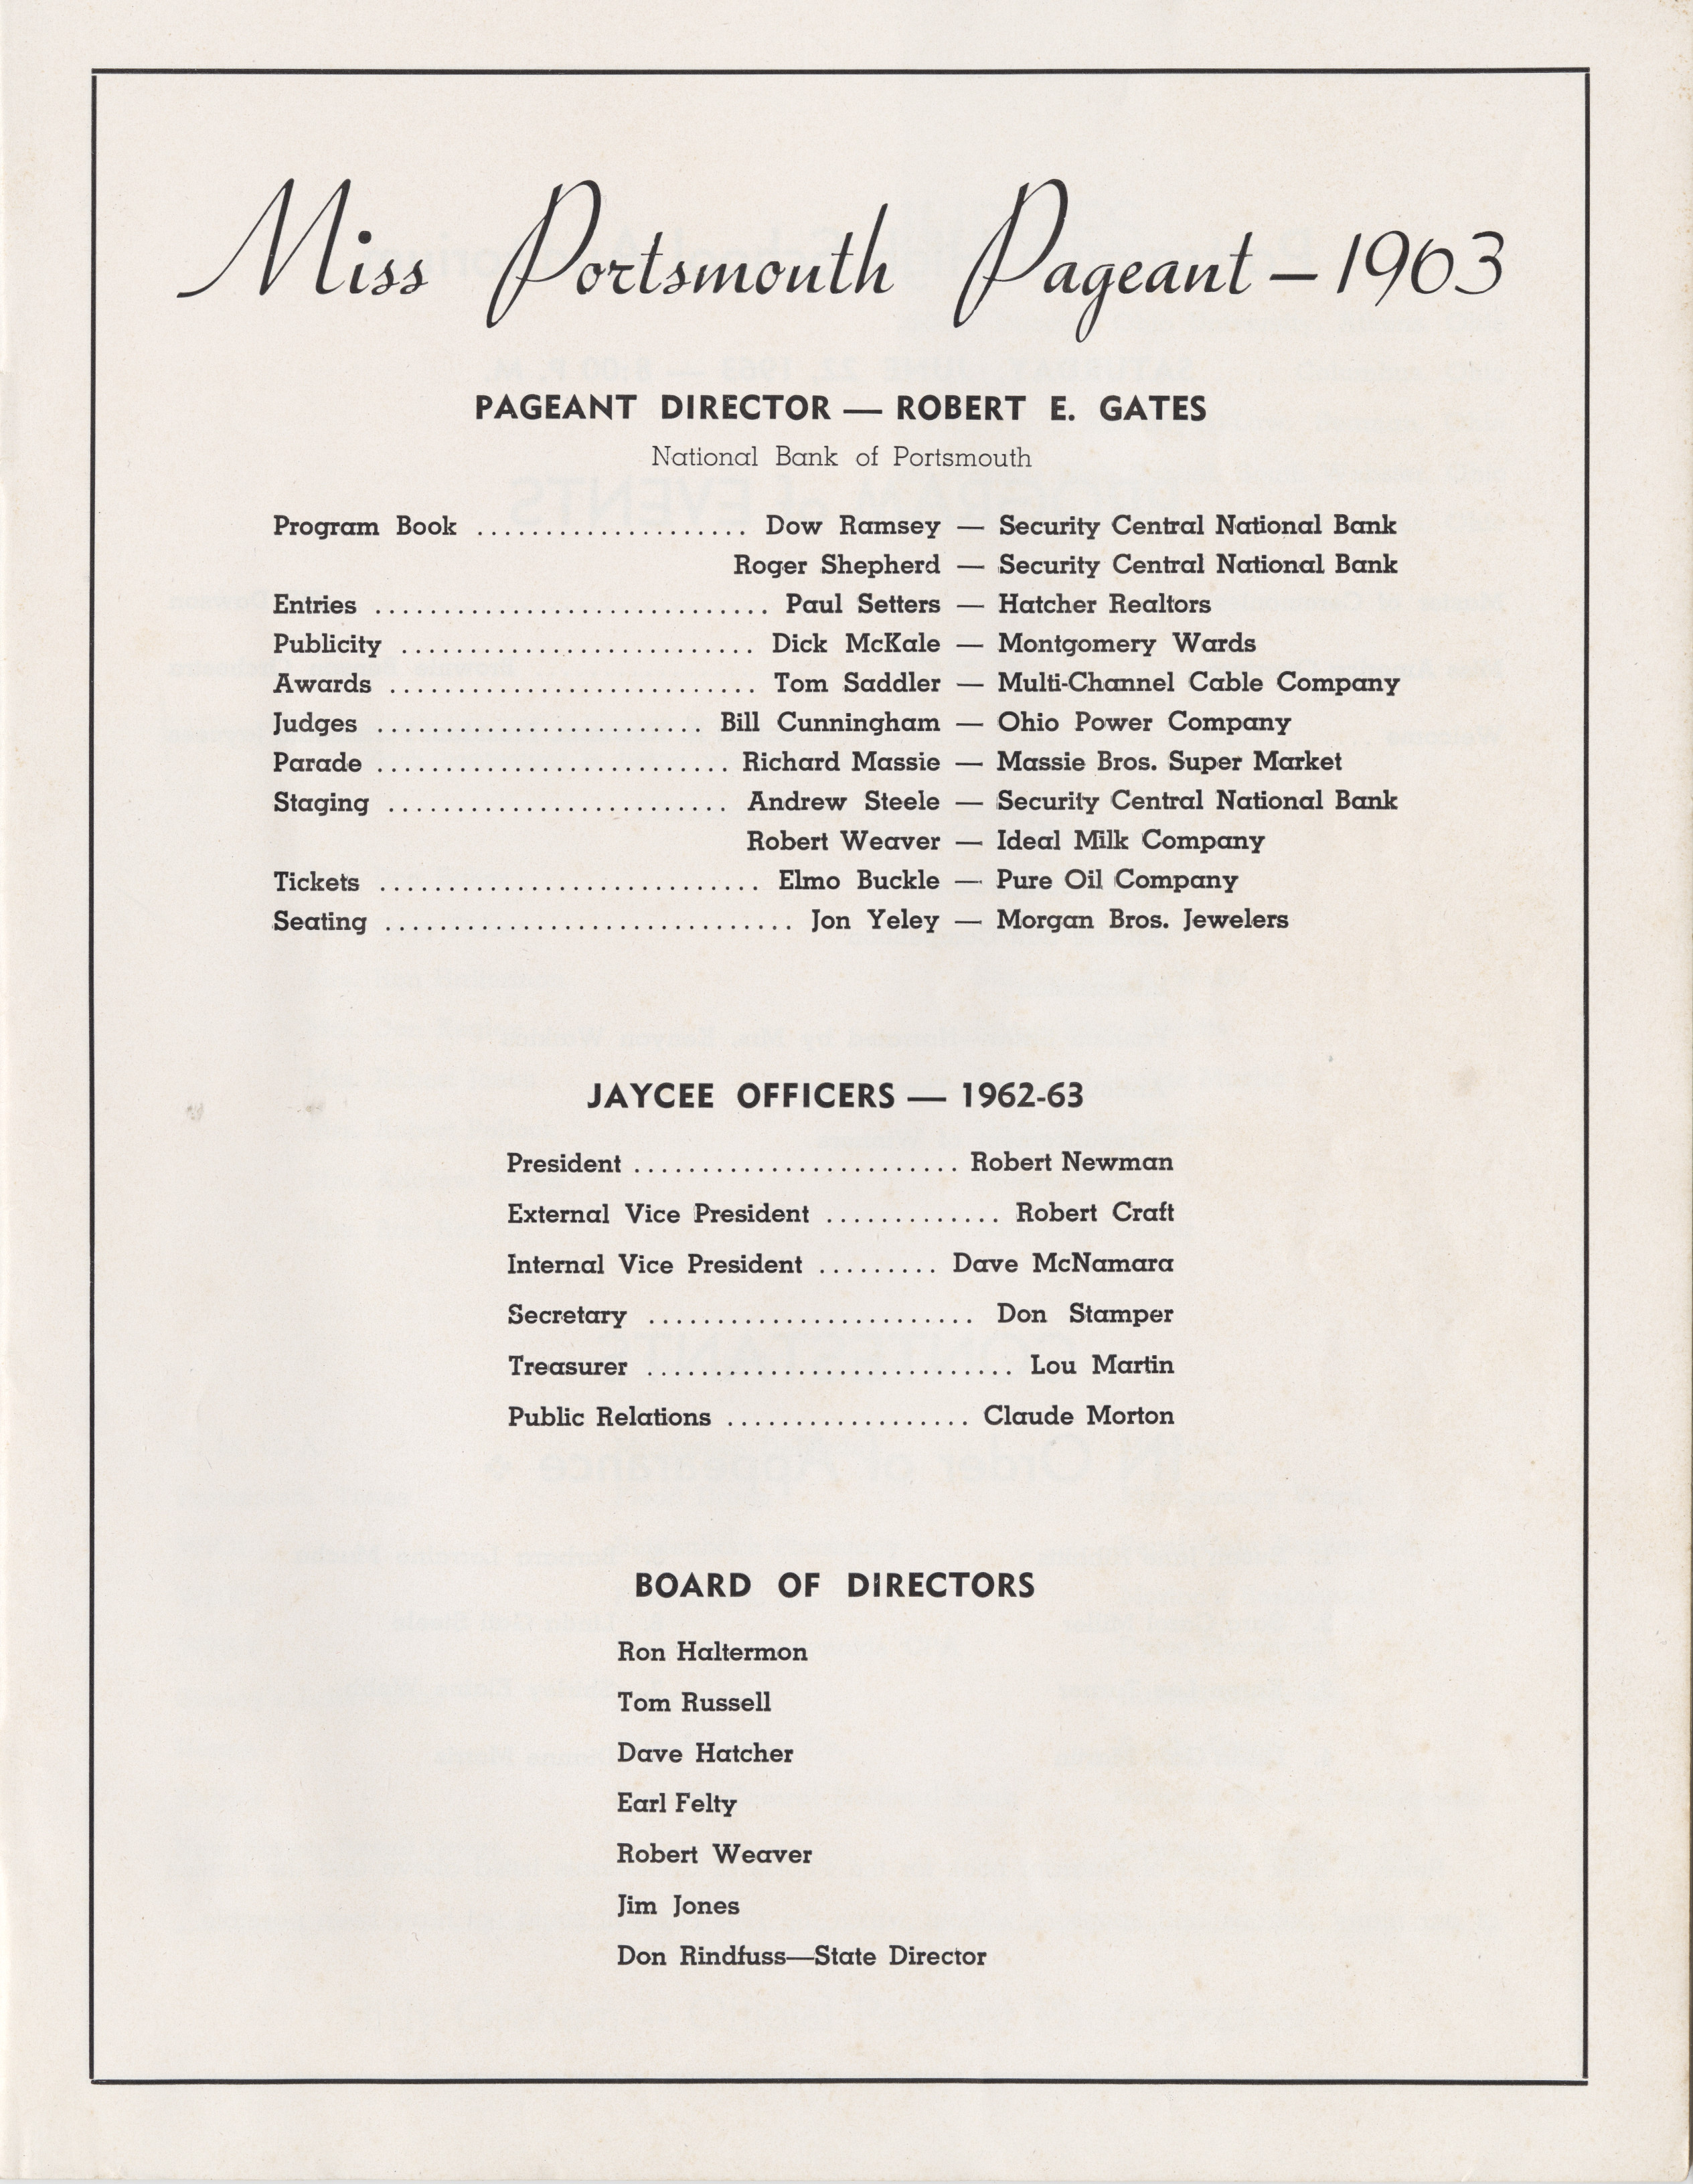 Miss Portsmouth Pageant — 1963
PAGEANT DIRECTOR — ROBERT E. GATES
National Bank of Portsmouth
Program Book .................... Dow Ramsey — Security Central National Bank
Roger Shepherd — Security Central National Bank
Entries ............................. Paul Setters — Hatcher Realtors
Publicity .......................... Dick McKale — Montgomery Wards
Awards ........................... Tom Saddler — Multi-Channel Cable Company
Judges ........................ Bill Cunningham — Ohio Power Company
Parade .......................... Richard Massie — Massie Bros. Super Market
Staging ......................... Andrew Steele — Security Central National Bank
Robert Weaver — Ideal Milk Company
Tickets ............................ Elmo Buckle — Pure Oil Company
Seating .............................. Jon Yeley — Morgan Bros. Jewelers
JAYCEE OFFICERS — 1962-63
President ........................ Robert Newman
External Vice President ............. Robert Craft
Internal Vice President ......... Dave McNamara
Secretary ........................ Don Stamper
Treasurer ........................... Lou Martin
Public Relations .................. Claude Morton
BOARD OF DIRECTORS
Ron Haltermon
Tom Russell
Dave Hatcher
Earl Felty
Robert Weaver
Jim Jones
Don Rindfuss—State Director